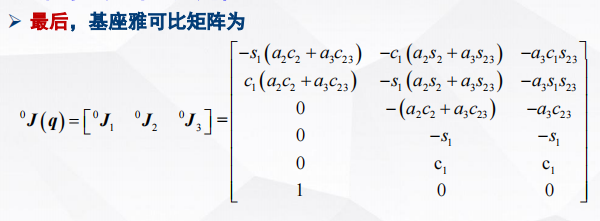 ➢ 最后，基座雅可比矩阵为
⁰J(q)=[⁰J₁ ⁰J₂ ⁰J₃]=
−s₁(a₂c₂+a₃c₂₃) −c₁(a₂s₂+a₃s₂₃) −a₃c₁s₂₃
c₁(a₂c₂+a₃c₂₃) −s₁(a₂s₂+a₃s₂₃) −a₃s₁s₂₃
0 −(a₂c₂+a₃c₂₃) −a₃c₂₃
0 −s₁ −s₁
0 c₁ c₁
1 0 0